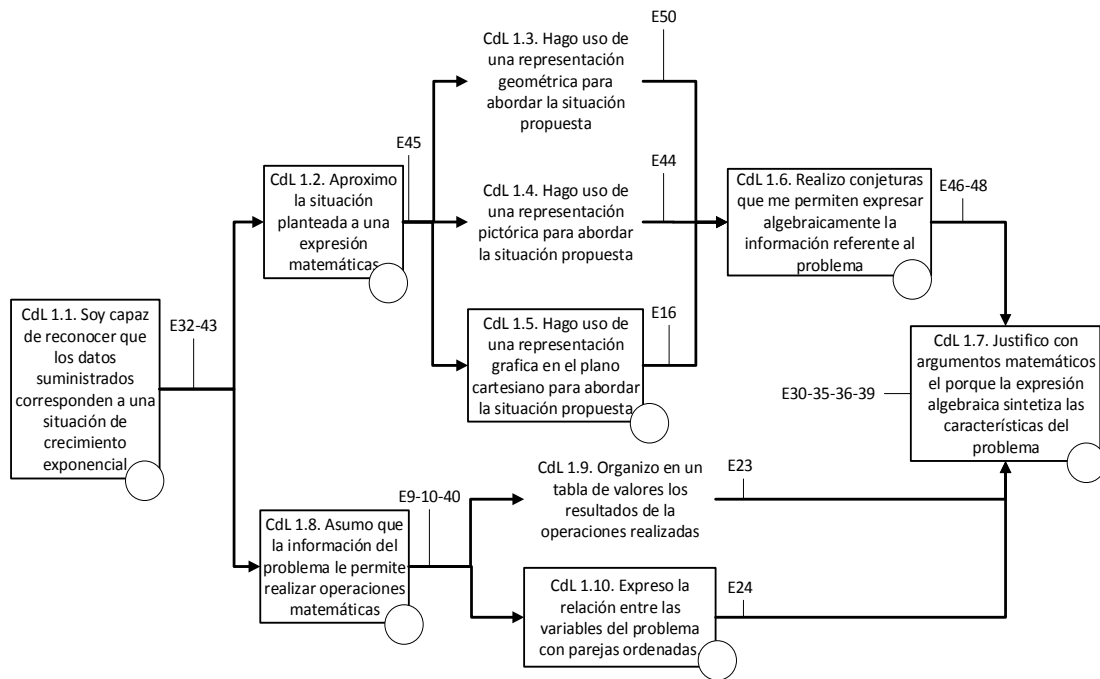 E50
CdL 1.3. Hago uso de
una representación
geométrica para
abordar la situación
propuesta
E45
CdL 1.2. Aproximo
la situación
planteada a una
expresión
matemáticas
E44
CdL 1.4. Hago uso de
una representación
pictórica para abordar
la situación propuesta
CdL 1.6. Realizo conjeturas
que me permiten expresar
algebraicamente la
información referente al
problema
E46-48
CdL 1.1. Soy capaz
de reconocer que
los datos
suministrados
corresponden a una
situación de
crecimiento
exponencial
E32-43
CdL 1.5. Hago uso de
una representación
grafica en el plano
cartesiano para abordar
la situación propuesta
E16
E30-35-36-39
CdL 1.7. Justifico con
argumentos matemáticos
el porque la expresión
algebraica sintetiza las
características del
problema
CdL 1.8. Asumo que
la información del
problema le permite
realizar operaciones
matemáticas
E9-10-40
CdL 1.9. Organizo en un
tabla de valores los
resultados de la
operaciones realizadas
E23
CdL 1.10. Expreso la
relación entre las
variables del problema
con parejas ordenadas.
E24